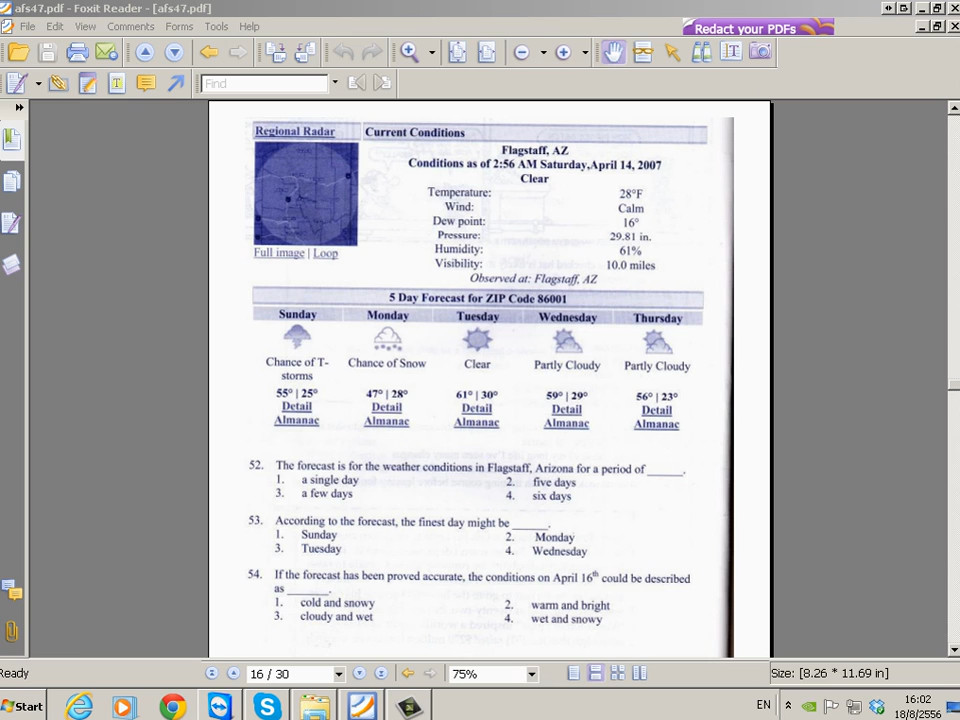 afs47.pdf - Foxit Reader - [afs47.pdf]
File Edit View Comments Forms Tools Help
Redact your PDFs
Find
Regional Radar
Current Conditions
Flagstaff, AZ
Conditions as of 2:56 AM Saturday,April 14, 2007
Clear
Temperature: 28°F
Wind: Calm
Dew point: 16°
Pressure: 29.81 in.
Humidity: 61%
Visibility: 10.0 miles
Full image | Loop
Observed at: Flagstaff, AZ
5 Day Forecast for ZIP Code 86001
Sunday Monday Tuesday Wednesday Thursday
Chance of T- Chance of Snow Clear Partly Cloudy Partly Cloudy
storms
55° | 25° 47° | 28° 61° | 30° 59° | 29° 56° | 23°
Detail Detail Detail Detail Detail
Almanac Almanac Almanac Almanac Almanac
52. The forecast is for the weather conditions in Flagstaff, Arizona for a period of ______.
1. a single day 2. five days
3. a few days 4. six days
53. According to the forecast, the finest day might be ______.
1. Sunday 2. Monday
3. Tuesday 4. Wednesday
54. If the forecast has been proved accurate, the conditions on April 16th could be described
as _______.
1. cold and snowy 2. warm and bright
3. cloudy and wet 4. wet and snowy
Ready 16 / 30 75% Size: [8.26 * 11.69 in]
Start EN 16:02
18/8/2556